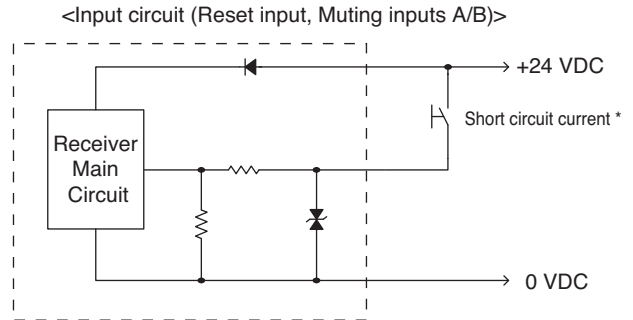 <Input circuit (Reset input, Muting inputs A/B)>
+24 VDC
Short circuit current *
Receiver
Main
Circuit
0 VDC